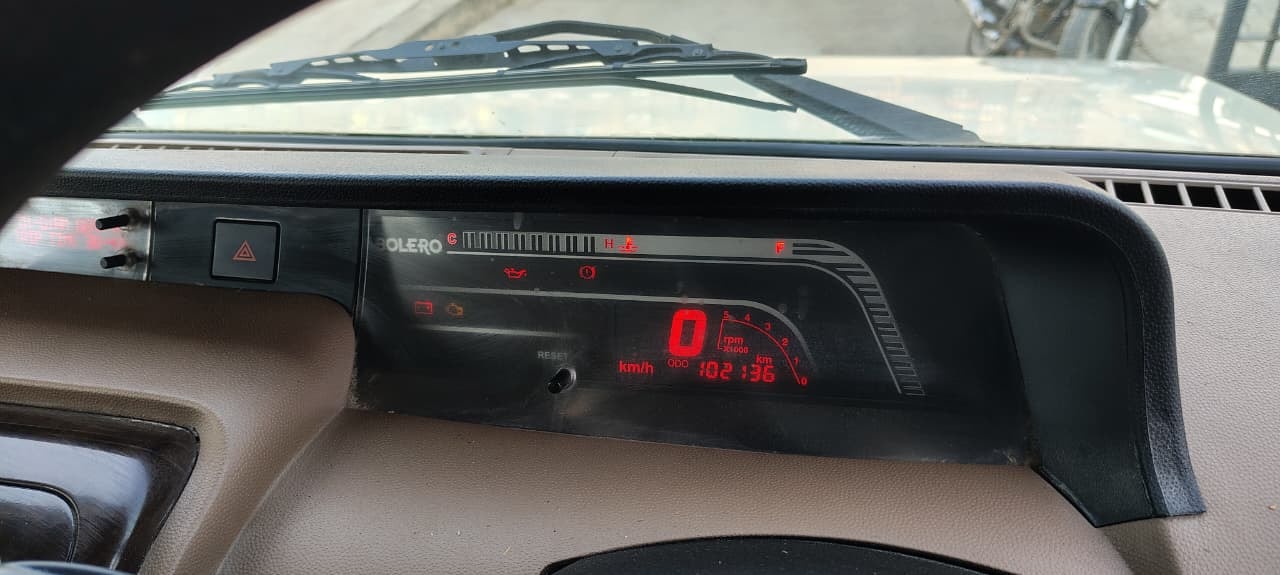 BOLERO C H F
5 4 3 2 1 0
rpm
X1000
RESET
0
km/h ODO 102136 km